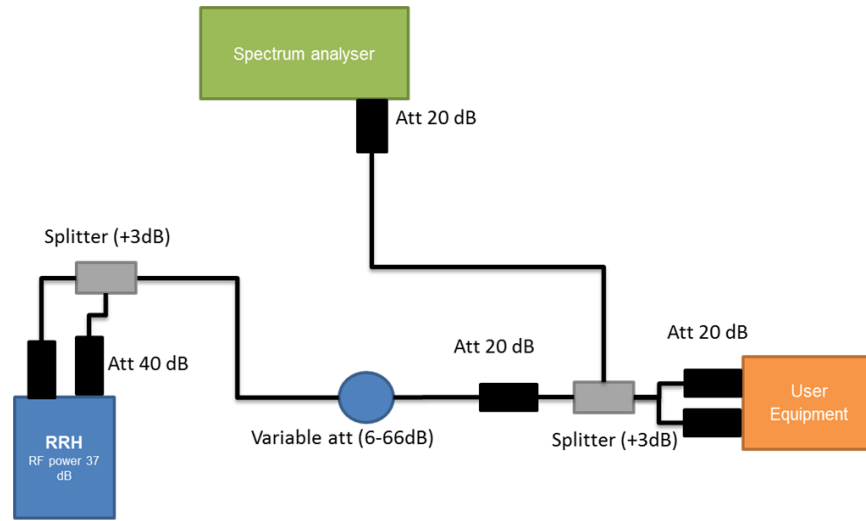 Spectrum analyser
Att 20 dB
Splitter (+3dB)
Att 40 dB
RRH
RF power 37
dB
Variable att (6-66dB)
Att 20 dB
Splitter (+3dB)
Att 20 dB
User
Equipment